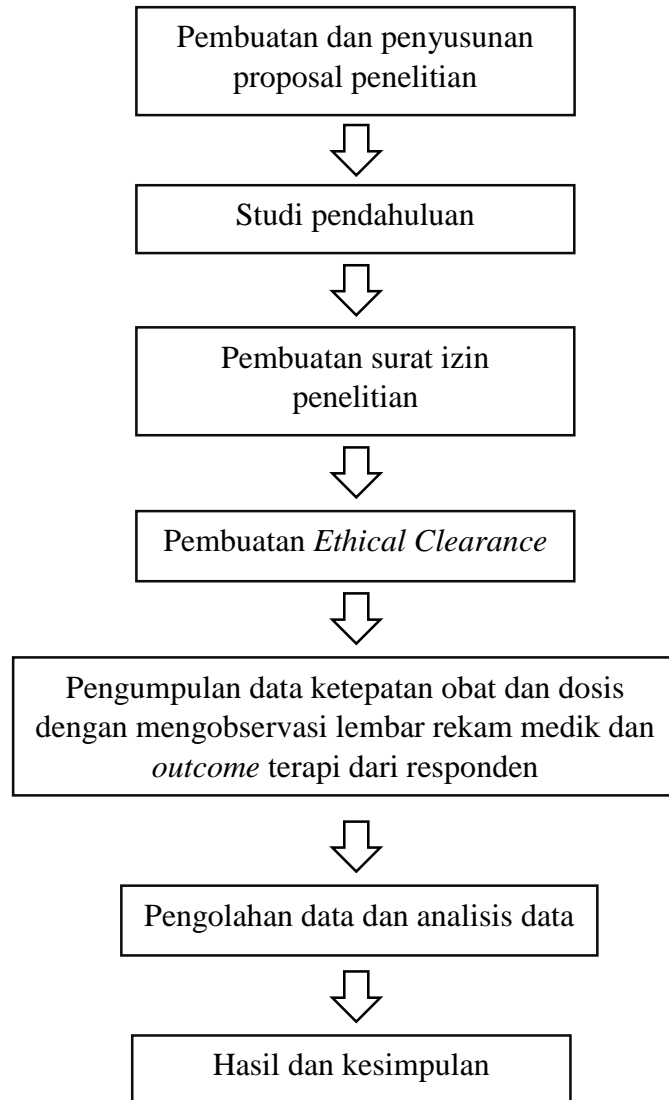 Pembuatan dan penyusunan
proposal penelitian
Studi pendahuluan
Pembuatan surat izin
penelitian
Pembuatan Ethical Clearance
Pengumpulan data ketepatan obat dan dosis
dengan mengobservasi lembar rekam medik dan
outcome terapi dari responden
Pengolahan data dan analisis data
Hasil dan kesimpulan